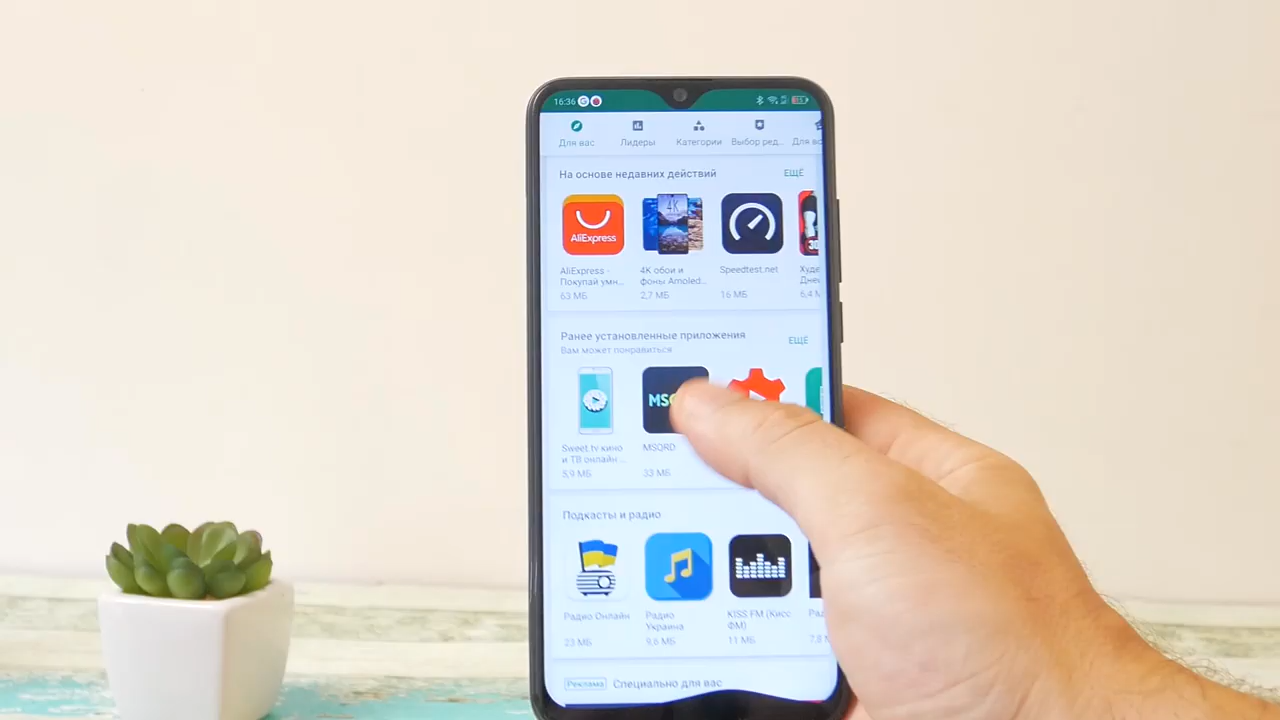 16:36
Для вас Лидеры Категории Выбор ред… Для вс
На основе недавних действий ЕЩЁ
AliExpress
4K
30
AliExpress - Покупай умн…
4К обои и фоны Amoled…
Speedtest.net
Худе
Дне
63 МБ 2,7 МБ 16 МБ 6,4 М
Ранее установленные приложения ЕЩЁ
Вам может понравиться
MS
Sweet.tv кино и ТВ онлайн…
MSQRD
5,9 МБ 33 МБ
Подкасты и радио
Радио Онлайн
Радио Украина
KISS FM (Кисс ФМ)
Рад
23 МБ 9,6 МБ 11 МБ 7,8
Реклама Специально для вас